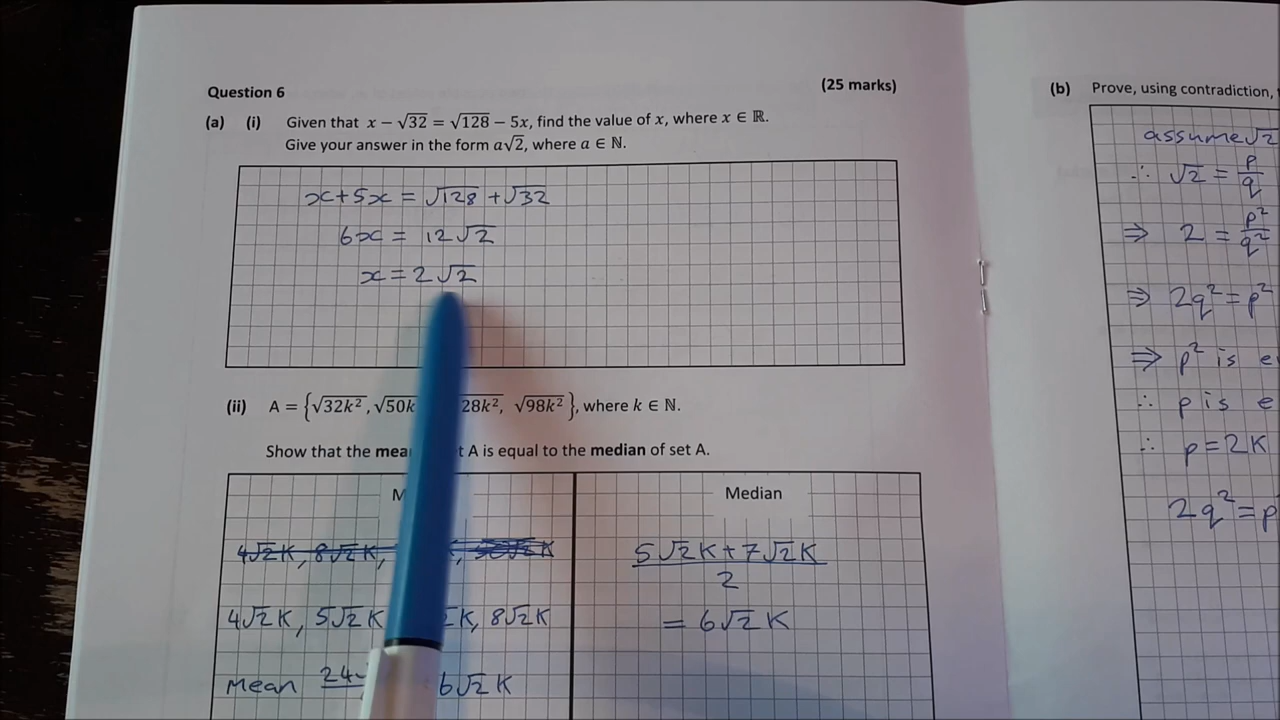 Question 6
(25 marks)
(a) (i) Given that x − √32 = √128 − 5x, find the value of x, where x ∈ ℝ.
Give your answer in the form a√2, where a ∈ ℕ.
x+5x = √128 + √32
6x = 12√2
x = 2√2
(ii) A = {√32k², √50k 28k², √98k² }, where k ∈ ℕ.
Show that the A is equal to the median of set A.
4√2K, 8√2K,
4√2K, 5√2K K, 8√2K
Mean 24 6√2K
Median
5√2K + 7√2K
2
= 6√2K
(b) Prove, using contradiction,
assume √2
∴ √2 = p/q
⇒ 2 = p²/q²
⇒ 2q² = p²
⇒ p² is e
∴ p is e
∴ p = 2K
2q² = p